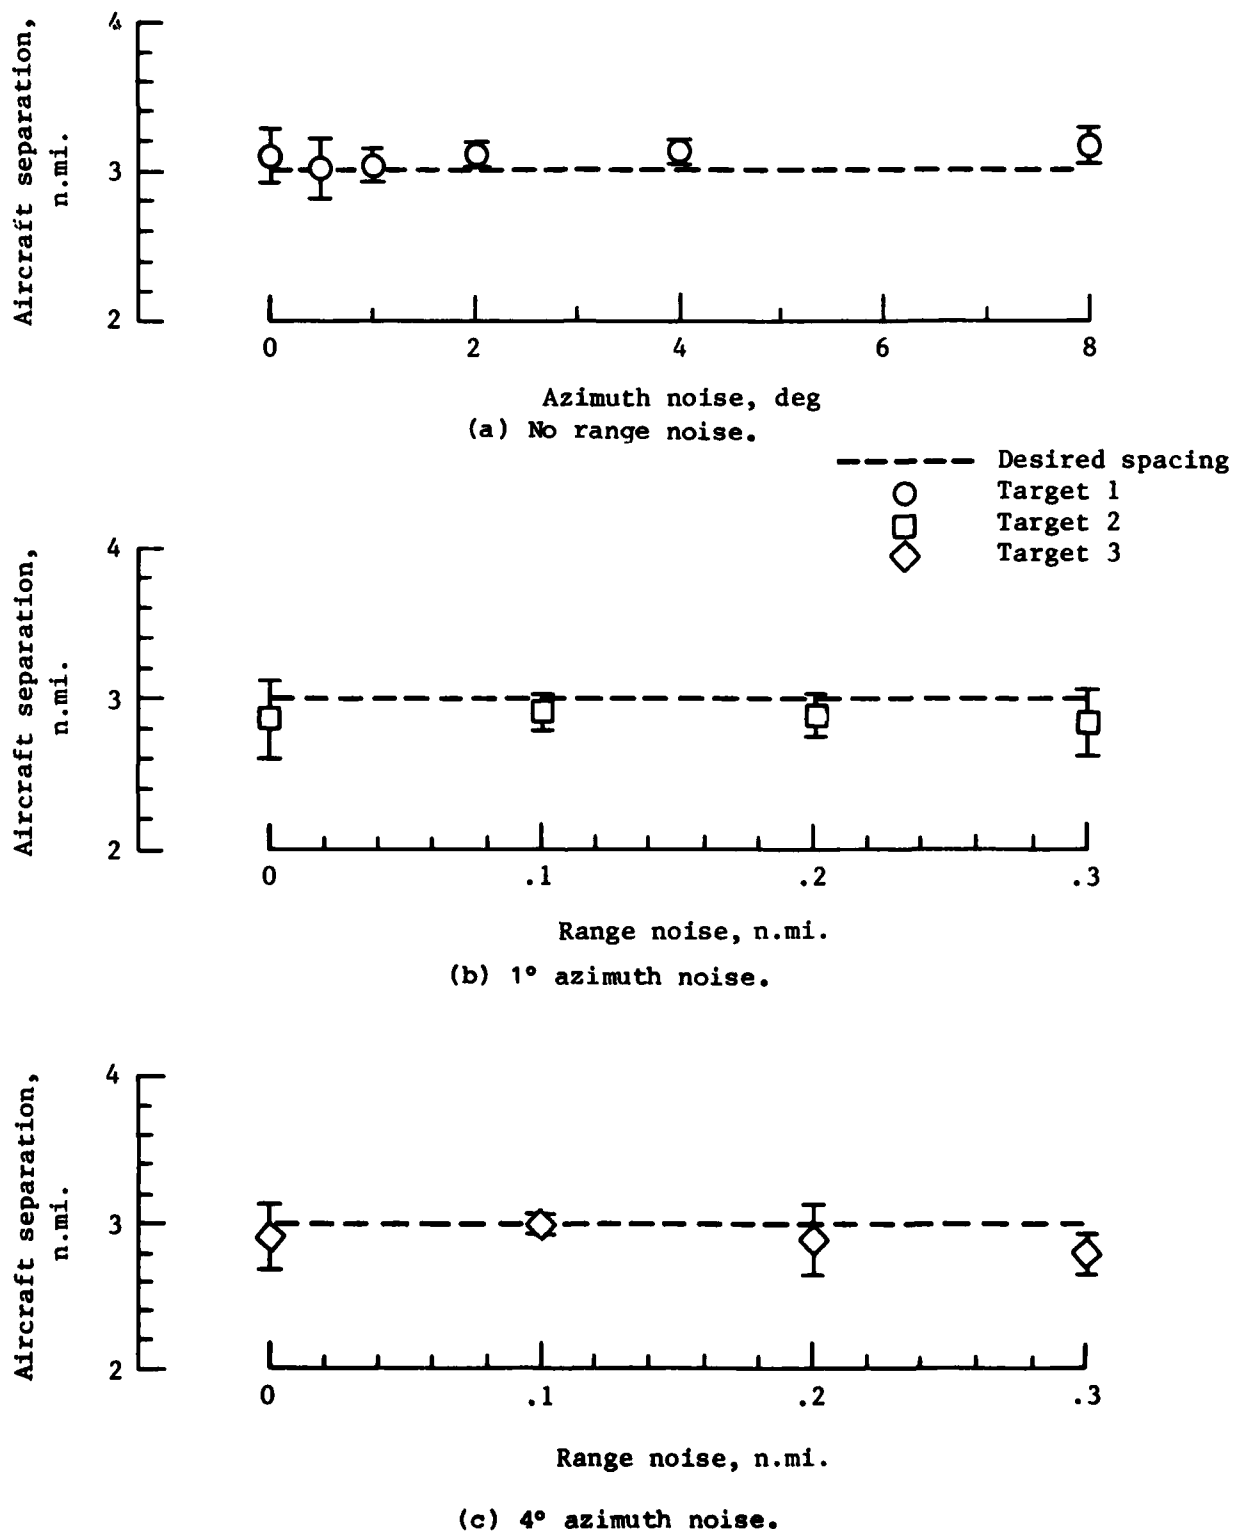 4
Aircraft separation,
n.mi.
3
2
0 2 4 6 8
Azimuth noise, deg
(a) No range noise.
Desired spacing
Target 1
Target 2
Target 3
4
Aircraft separation,
n.mi.
3
2
0 .1 .2 .3
Range noise, n.mi.
(b) 1° azimuth noise.
4
Aircraft separation,
n.mi.
3
2
0 .1 .2 .3
Range noise, n.mi.
(c) 4° azimuth noise.